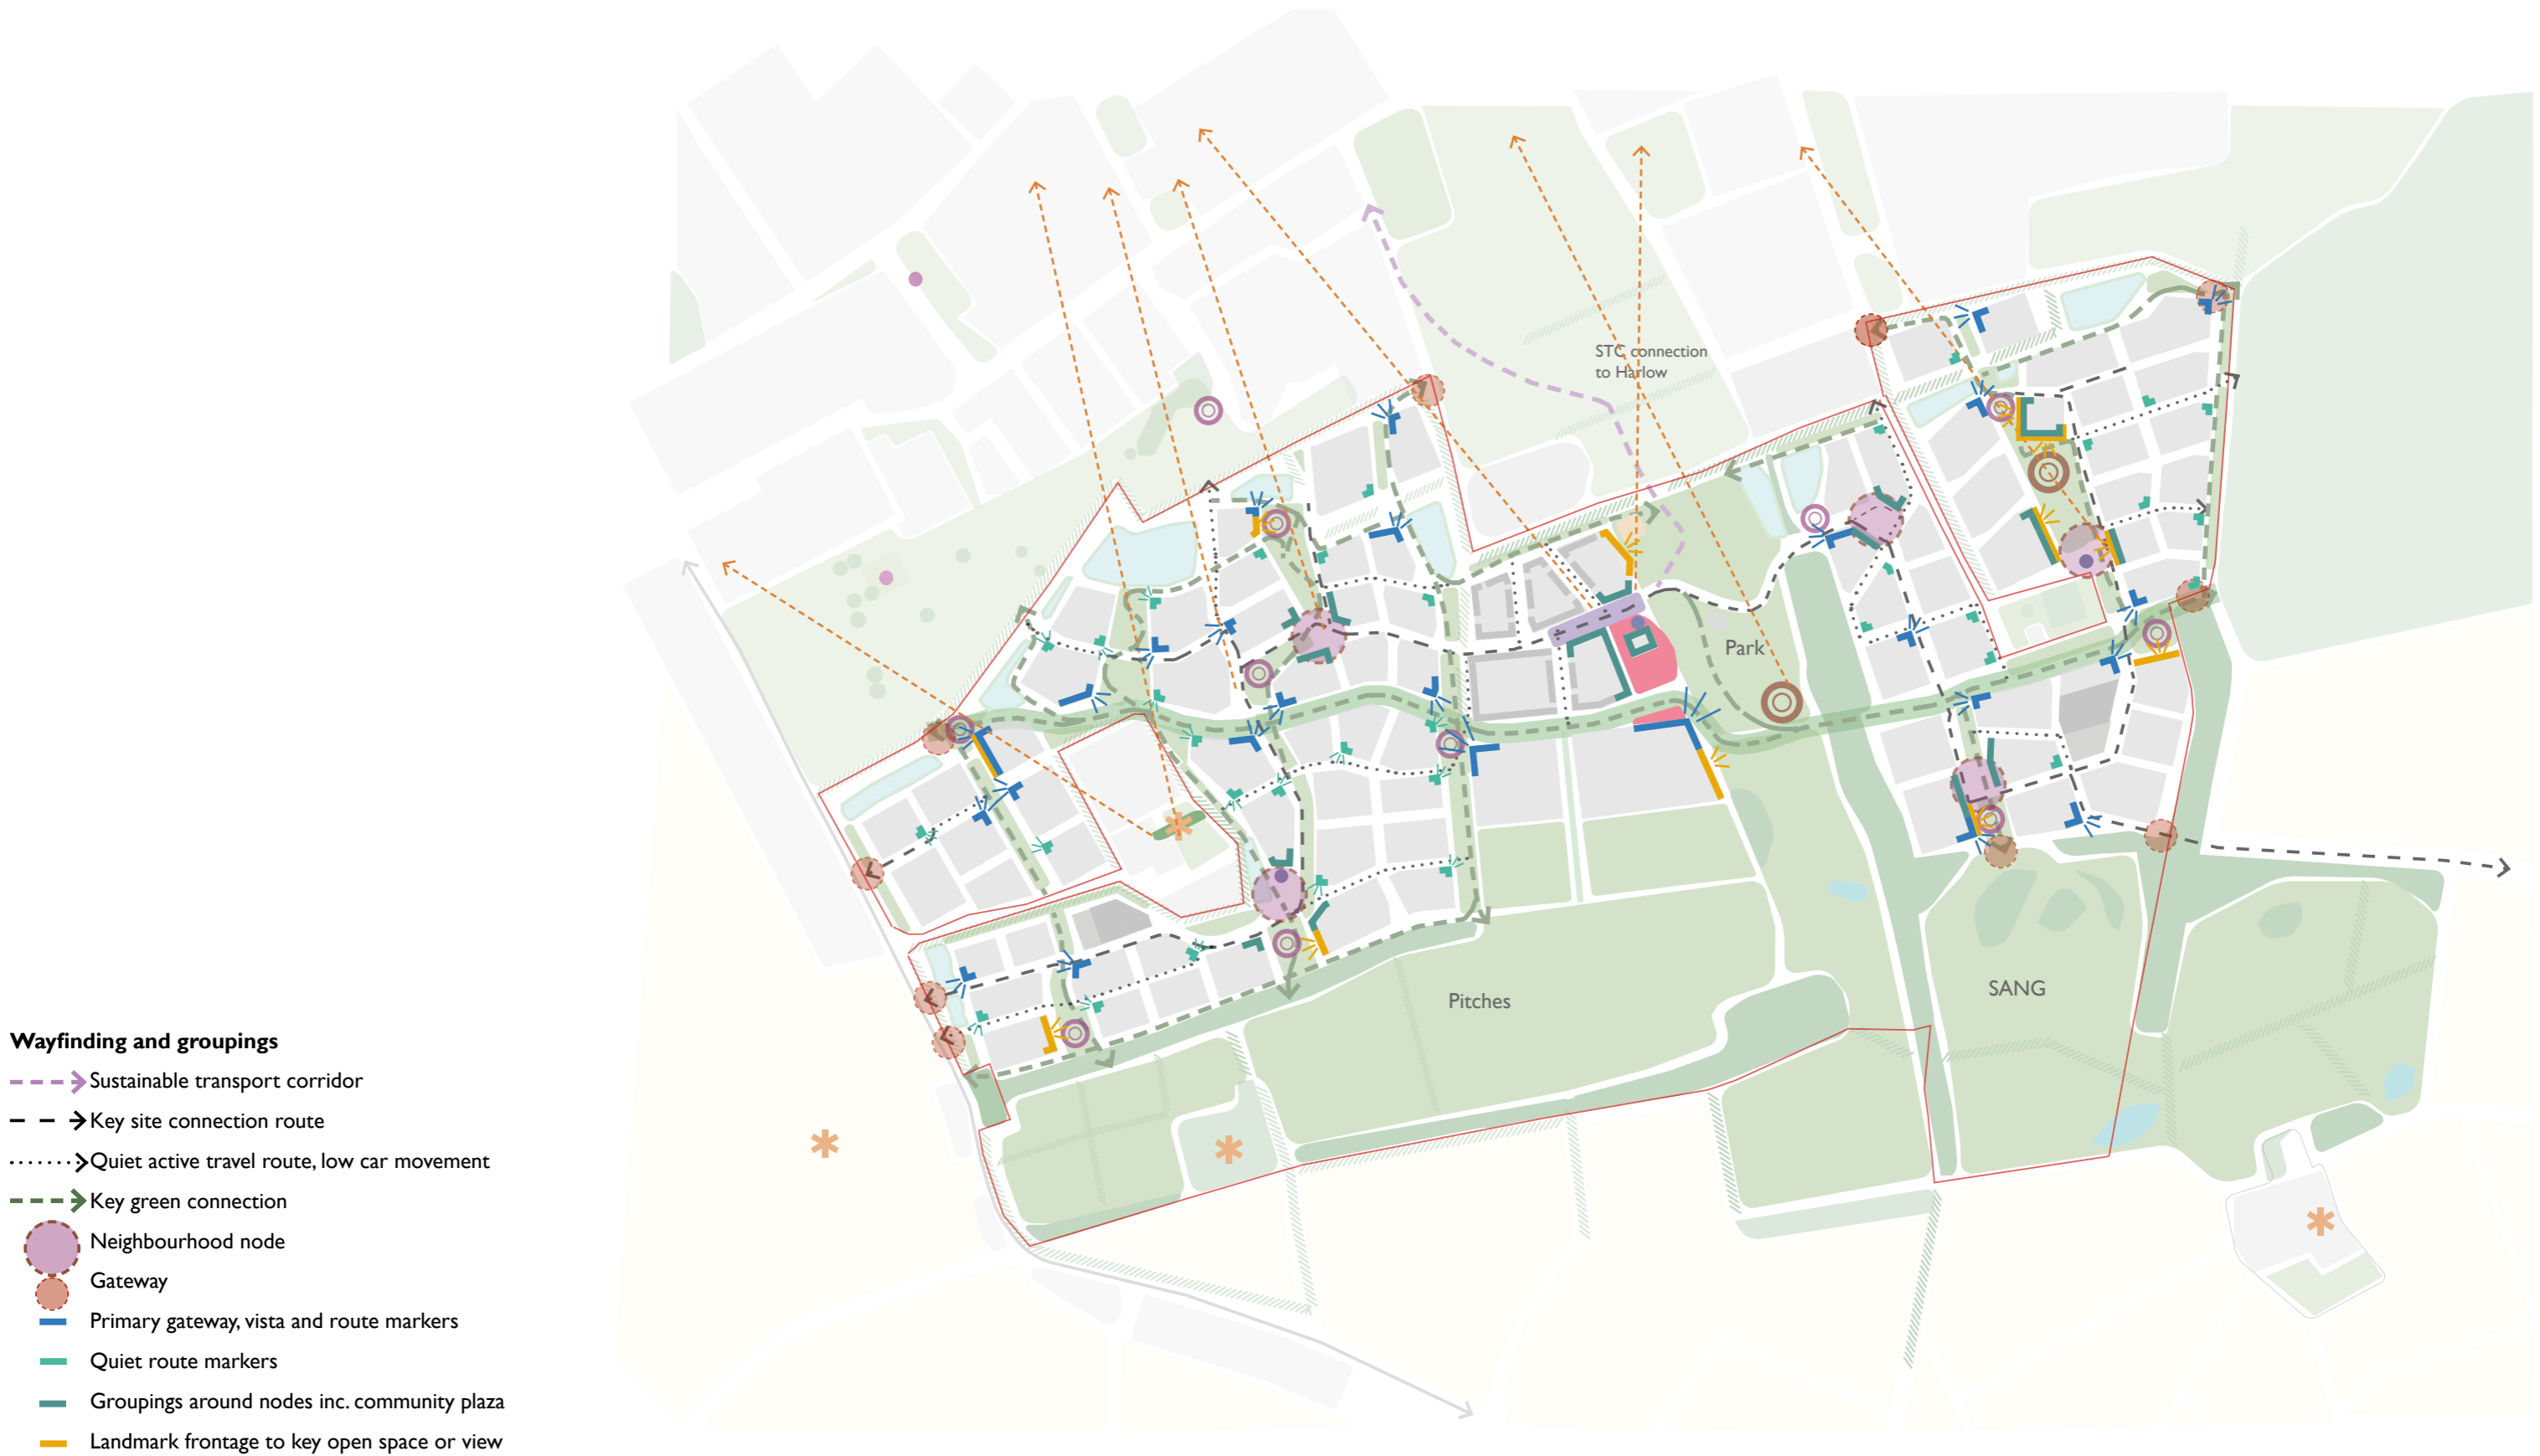 STC connection
to Harlow
Park
Pitches
SANG
Wayfinding and groupings
Sustainable transport corridor
Key site connection route
Quiet active travel route, low car movement
Key green connection
Neighbourhood node
Gateway
Primary gateway, vista and route markers
Quiet route markers
Groupings around nodes inc. community plaza
Landmark frontage to key open space or view